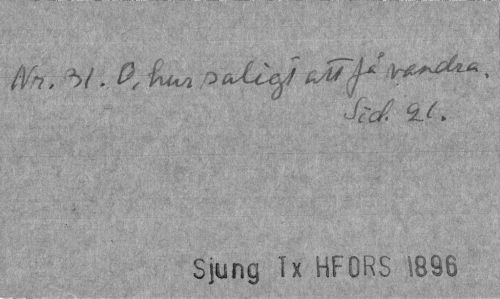 Nr. 31. O, hur saligt att få vandra.
Sid. 21.
Sjung Tx HFORS 1896